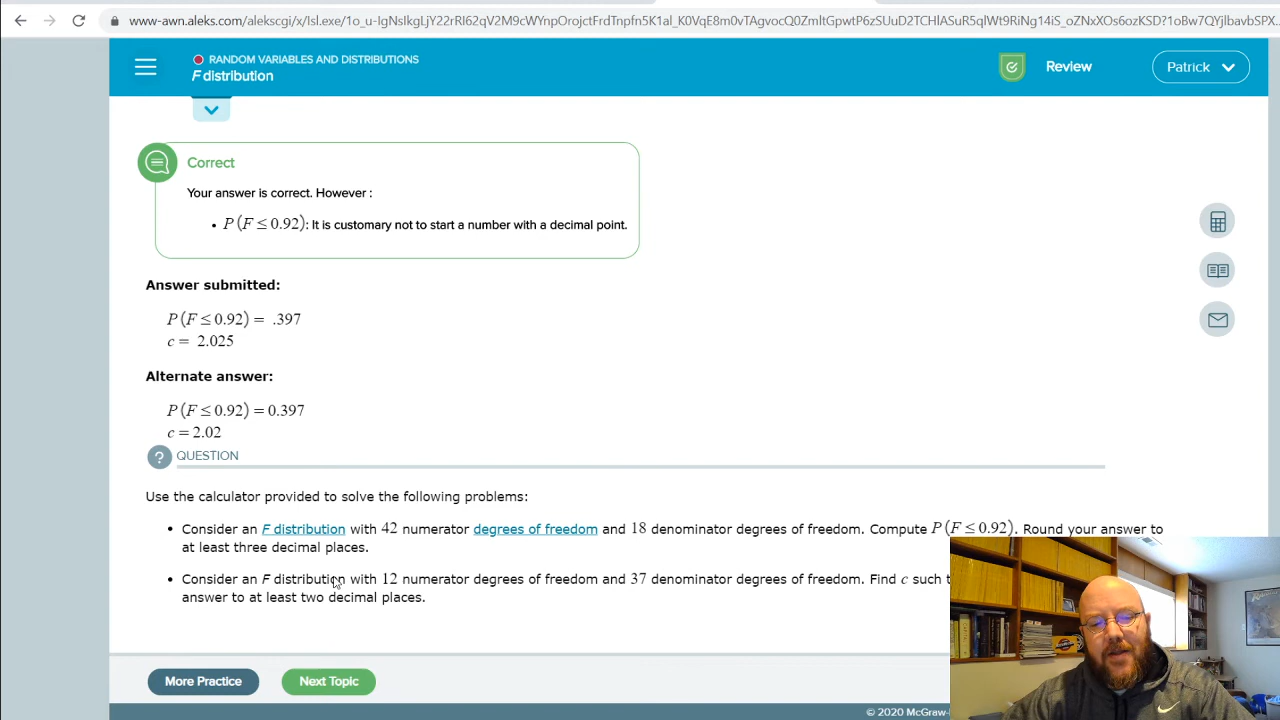 www-awn.aleks.com/alekscgi/x/Isl.exe/
RANDOM VARIABLES AND DISTRIBUTIONS
F distribution
Review
Patrick
Correct
Your answer is correct. However :
• P (F ≤ 0.92): It is customary not to start a number with a decimal point.
Answer submitted:
P (F ≤ 0.92) = .397
c = 2.025
Alternate answer:
P (F ≤ 0.92) = 0.397
c = 2.02
? QUESTION
Use the calculator provided to solve the following problems:
• Consider an F distribution with 42 numerator degrees of freedom and 18 denominator degrees of freedom. Compute P (F ≤ 0.92). Round your answer to
at least three decimal places.
• Consider an F distribution with 12 numerator degrees of freedom and 37 denominator degrees of freedom. Find c such
answer to at least two decimal places.
More Practice
Next Topic
© 2020 McGraw-